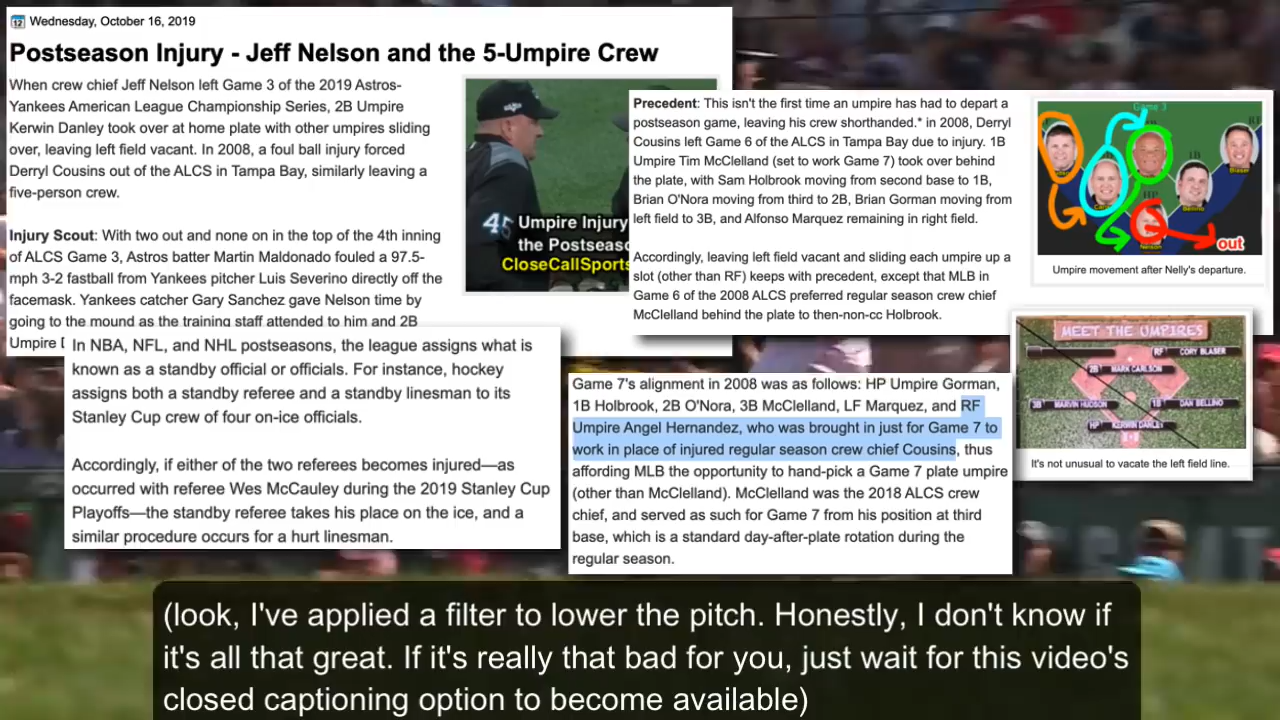 Wednesday, October 16, 2019
Postseason Injury - Jeff Nelson and the 5-Umpire Crew
When crew chief Jeff Nelson left Game 3 of the 2019 Astros-
Yankees American League Championship Series, 2B Umpire
Kerwin Danley took over at home plate with other umpires sliding
over, leaving left field vacant. In 2008, a foul ball injury forced
Derryl Cousins out of the ALCS in Tampa Bay, similarly leaving a
five-person crew.
Injury Scout: With two out and none on in the top of the 4th inning
of ALCS Game 3, Astros batter Martin Maldonado fouled a 97.5-
mph 3-2 fastball from Yankees pitcher Luis Severino directly off the
facemask. Yankees catcher Gary Sanchez gave Nelson time by
going to the mound as the training staff attended to him and 2B
Umpire
45
Umpire Injury
the Postseaso
CloseCallSports
Precedent: This isn't the first time an umpire has had to depart a
postseason game, leaving his crew shorthanded.* in 2008, Derryl
Cousins left Game 6 of the ALCS in Tampa Bay due to injury. 1B
Umpire Tim McClelland (set to work Game 7) took over behind
the plate, with Sam Holbrook moving from second base to 1B,
Brian O'Nora moving from third to 2B, Brian Gorman moving from
left field to 3B, and Alfonso Marquez remaining in right field.
Accordingly, leaving left field vacant and sliding each umpire up a
slot (other than RF) keeps with precedent, except that MLB in
Game 6 of the 2008 ALCS preferred regular season crew chief
McClelland behind the plate to then-non-cc Holbrook.
Game 3
1B
HP
Blaser
Bellino
Nelson
out
Umpire movement after Nelly's departure.
MEET THE UMPIRES
RF CORY BLASER
2B MARK CARLSON
3B MARVIN HUDSON
1B DAN BELLINO
HP KERWIN DANLEY
It's not unusual to vacate the left field line.
In NBA, NFL, and NHL postseasons, the league assigns what is
known as a standby official or officials. For instance, hockey
assigns both a standby referee and a standby linesman to its
Stanley Cup crew of four on-ice officials.
Accordingly, if either of the two referees becomes injured—as
occurred with referee Wes McCauley during the 2019 Stanley Cup
Playoffs—the standby referee takes his place on the ice, and a
similar procedure occurs for a hurt linesman.
Game 7's alignment in 2008 was as follows: HP Umpire Gorman,
1B Holbrook, 2B O'Nora, 3B McClelland, LF Marquez, and RF
Umpire Angel Hernandez, who was brought in just for Game 7 to
work in place of injured regular season crew chief Cousins, thus
affording MLB the opportunity to hand-pick a Game 7 plate umpire
(other than McClelland). McClelland was the 2018 ALCS crew
chief, and served as such for Game 7 from his position at third
base, which is a standard day-after-plate rotation during the
regular season.
(look, I've applied a filter to lower the pitch. Honestly, I don't know if
it's all that great. If it's really that bad for you, just wait for this video's
closed captioning option to become available)